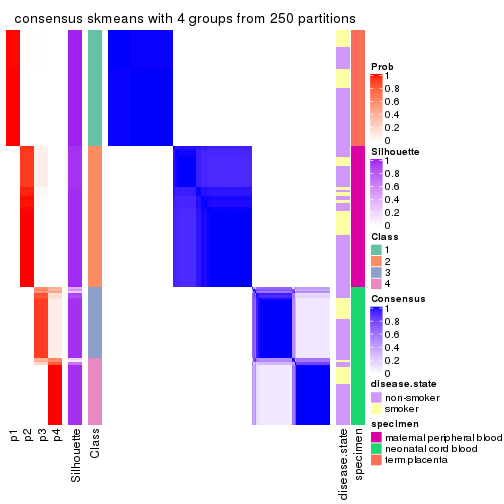 consensus skmeans with 4 groups from 250 partitions
Prob
1
0.8
0.6
0.4
0.2
0
Silhouette
1
0.8
0.6
0.4
0.2
0
Class
1
2
3
4
Consensus
1
0.8
0.6
0.4
0.2
0
disease.state
non-smoker
smoker
specimen
maternal peripheral blood
neonatal cord blood
term placenta
p1
p2
p3
p4
Silhouette
Class
disease.state
specimen